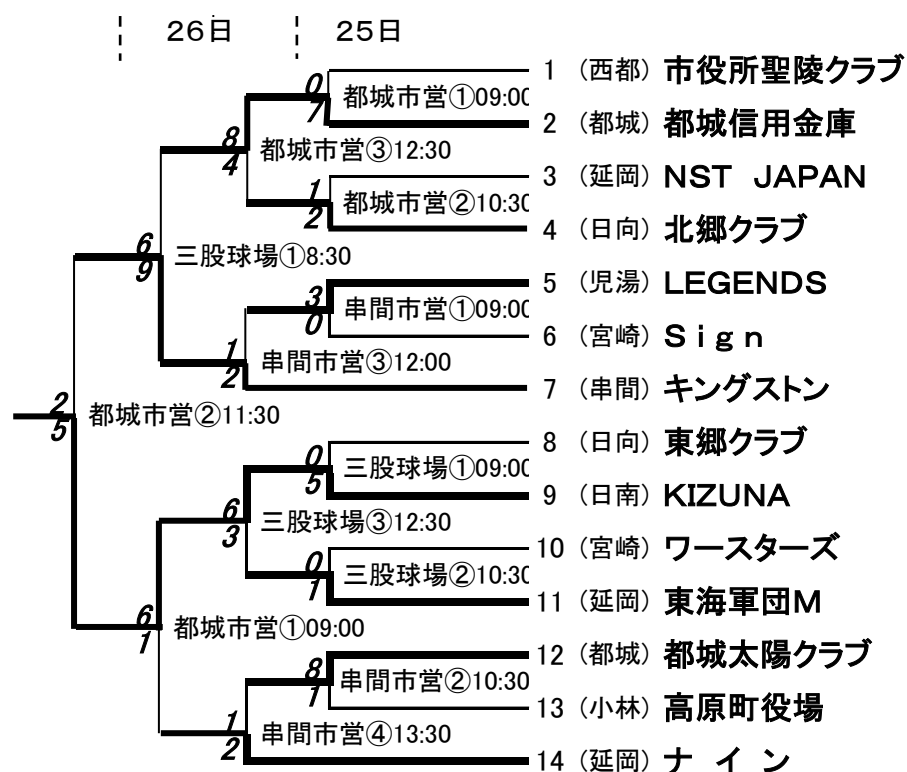 26日 25日
1 (西都) 市役所聖陵クラブ
0
都城市営①09:00
7
2 (都城) 都城信用金庫
8
都城市営③12:30
4
3 (延岡) NST JAPAN
1
都城市営②10:30
2
4 (日向) 北郷クラブ
6
三股球場①8:30
9
5 (児湯) LEGENDS
3
串間市営①09:00
0
6 (宮崎) Sign
1
串間市営③12:00
2
7 (串間) キングストン
2
都城市営②11:30
5
8 (日向) 東郷クラブ
0
三股球場①09:00
5
9 (日南) KIZUNA
6
三股球場③12:30
3
10 (宮崎) ワースターズ
0
三股球場②10:30
1
11 (延岡) 東海軍団M
6
都城市営①09:00
1
12 (都城) 都城太陽クラブ
8
串間市営②10:30
1
13 (小林) 高原町役場
1
串間市営④13:30
2
14 (延岡) ナイン